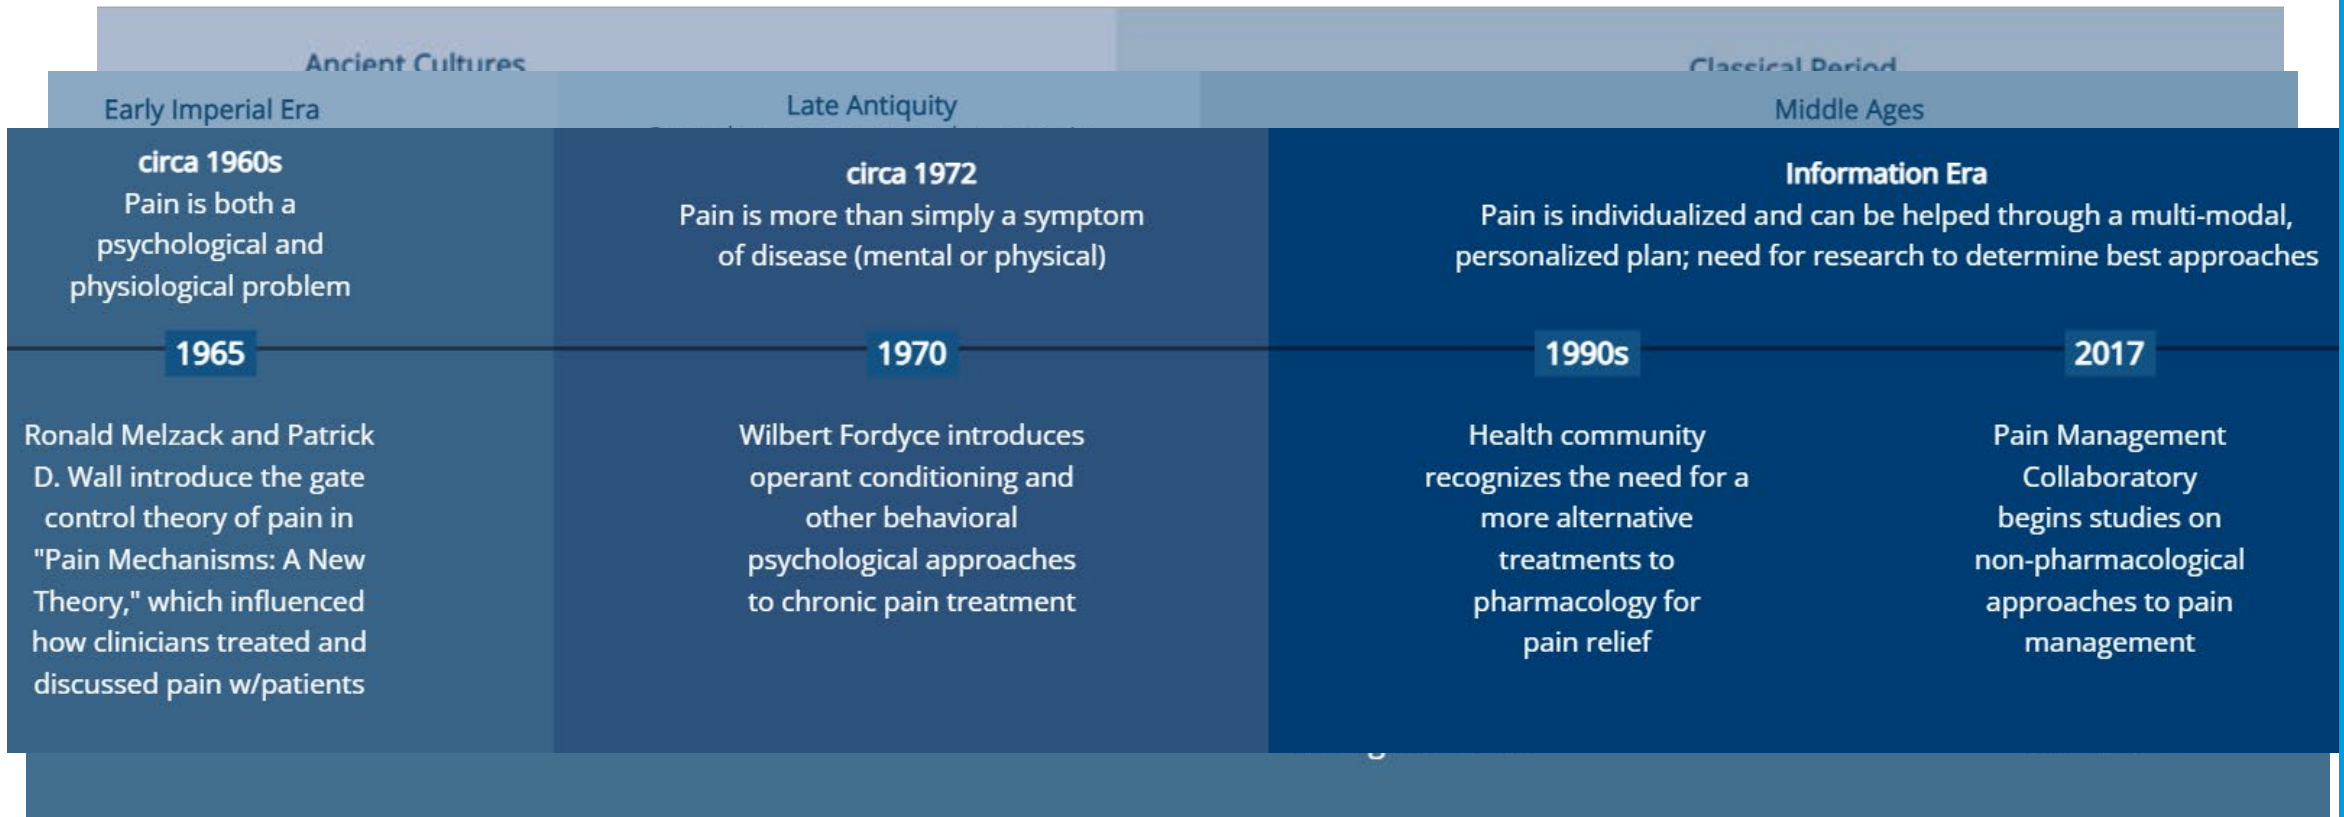 Ancient Cultures
Classical Period
Early Imperial Era
Late Antiquity
Middle Ages
circa 1960s
Pain is both a
psychological and
physiological problem
circa 1972
Pain is more than simply a symptom
of disease (mental or physical)
Information Era
Pain is individualized and can be helped through a multi-modal,
personalized plan; need for research to determine best approaches
1965
1970
1990s
2017
Ronald Melzack and Patrick
D. Wall introduce the gate
control theory of pain in
"Pain Mechanisms: A New
Theory," which influenced
how clinicians treated and
discussed pain w/patients
Wilbert Fordyce introduces
operant conditioning and
other behavioral
psychological approaches
to chronic pain treatment
Health community
recognizes the need for a
more alternative
treatments to
pharmacology for
pain relief
Pain Management
Collaboratory
begins studies on
non-pharmacological
approaches to pain
management